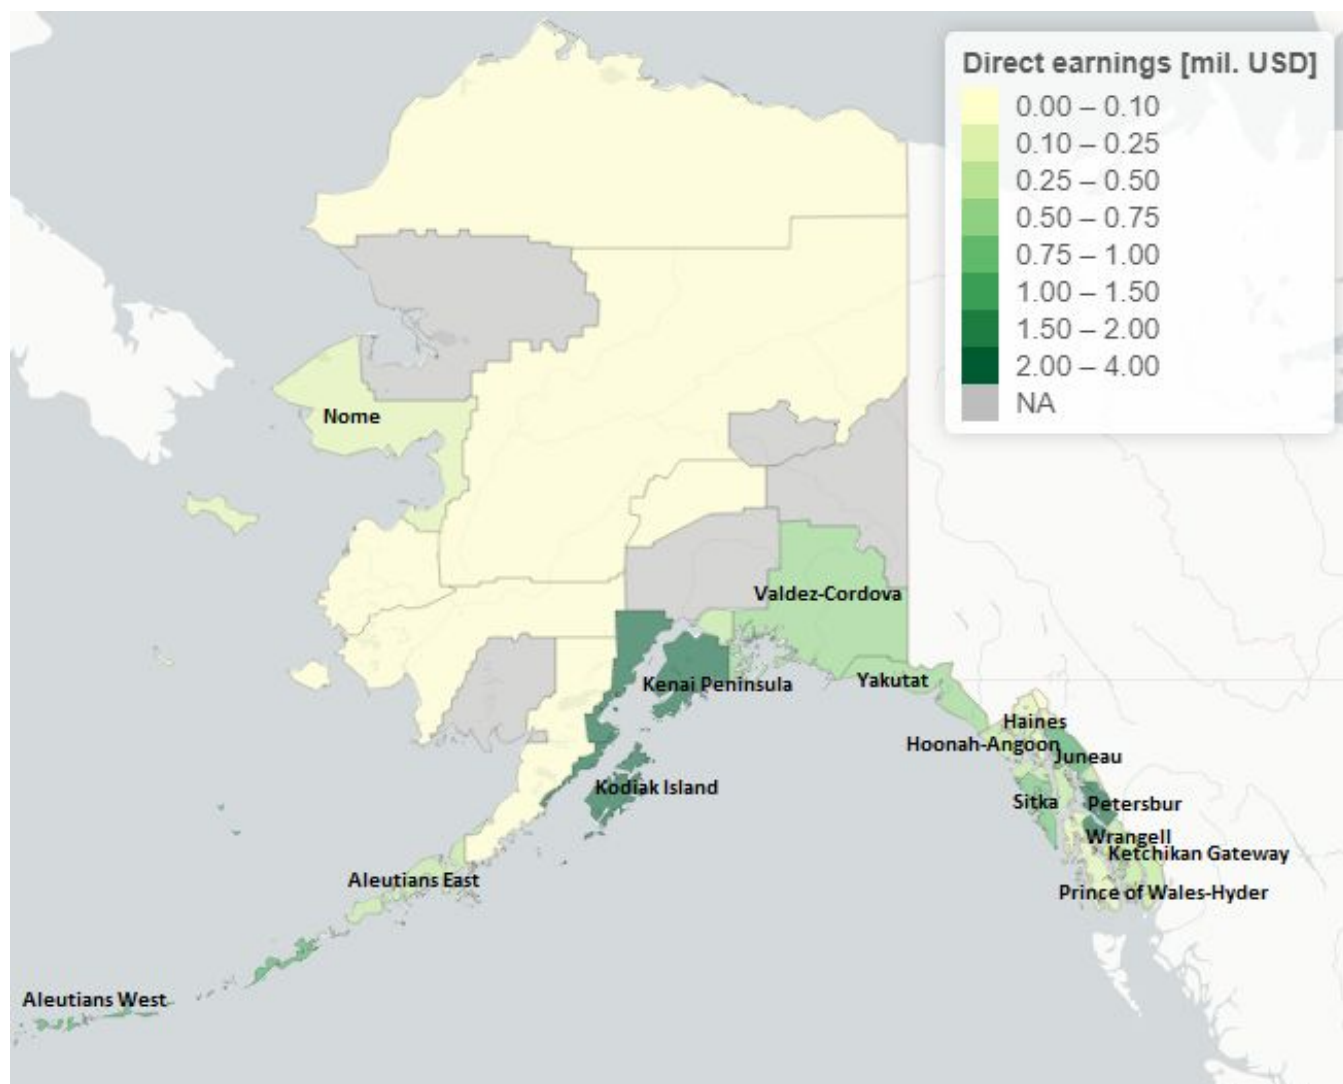 Direct earnings [mil. USD]
0.00 – 0.10
0.10 – 0.25
0.25 – 0.50
0.50 – 0.75
0.75 – 1.00
1.00 – 1.50
1.50 – 2.00
2.00 – 4.00
NA
Nome
Valdez-Cordova
Kenai Peninsula
Yakutat
Haines
Hoonah-Angoon
Juneau
Kodiak Island
Sitka
Petersbur
Wrangell
Ketchikan Gateway
Aleutians East
Prince of Wales-Hyder
Aleutians West